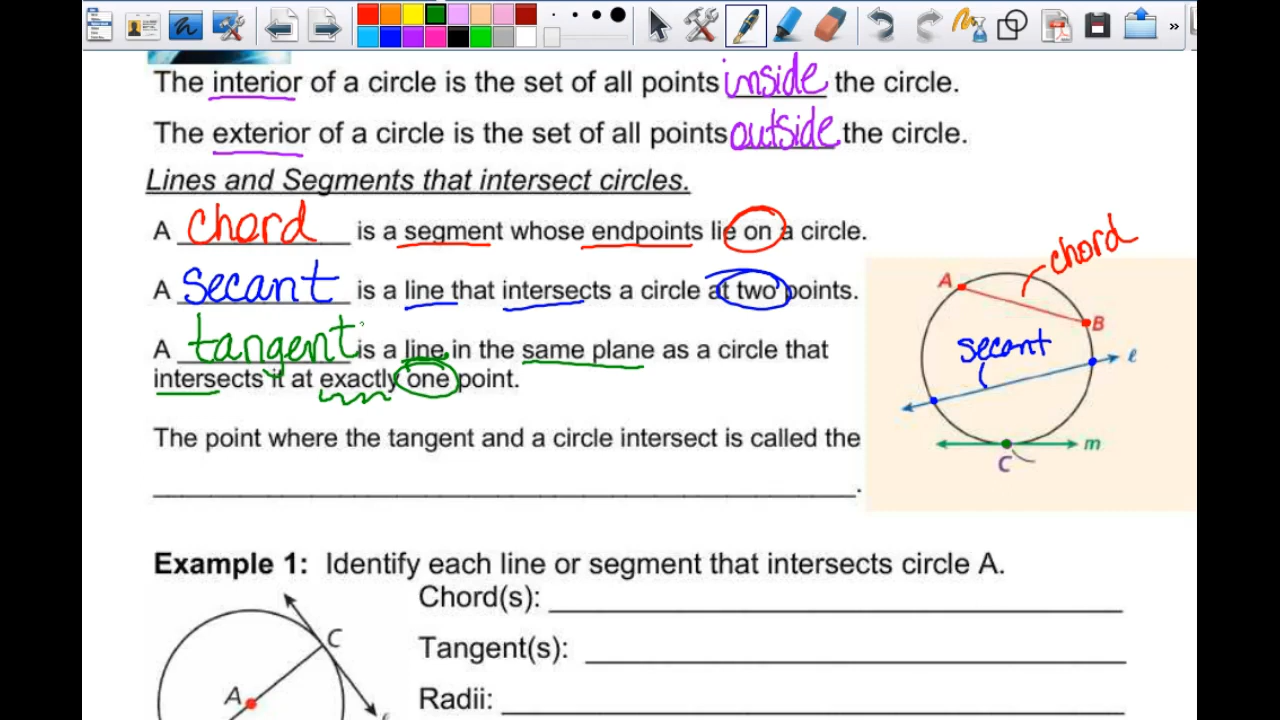 The interior of a circle is the set of all points inside the circle.
The exterior of a circle is the set of all points outside the circle.
Lines and Segments that intersect circles.
A chord is a segment whose endpoints lie on a circle.
A secant is a line that intersects a circle at two points.
A tangent is a line in the same plane as a circle that
intersects it at exactly one point.
The point where the tangent and a circle intersect is called the
.
chord
A
B
secant
ℓ
m
C
Example 1: Identify each line or segment that intersects circle A.
Chord(s):
Tangent(s):
Radii:
C
A